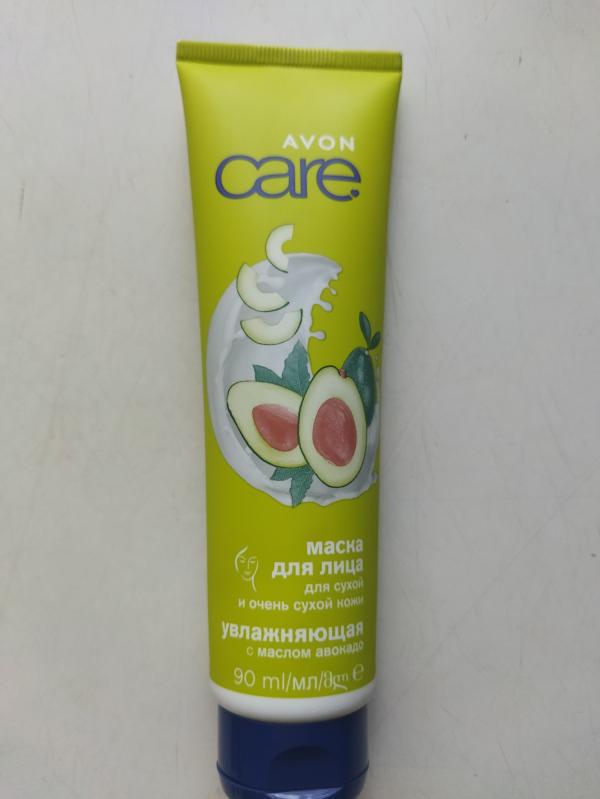 AVON
care.
маска
для лица
для сухой
и очень сухой кожи
увлажняющая
с маслом авокадо
90 ml/мл/მლ e